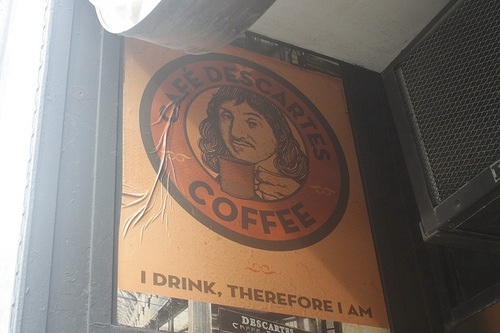 CAFÉ DESCARTES
COFFEE
I DRINK, THEREFORE I AM
DESCARTES